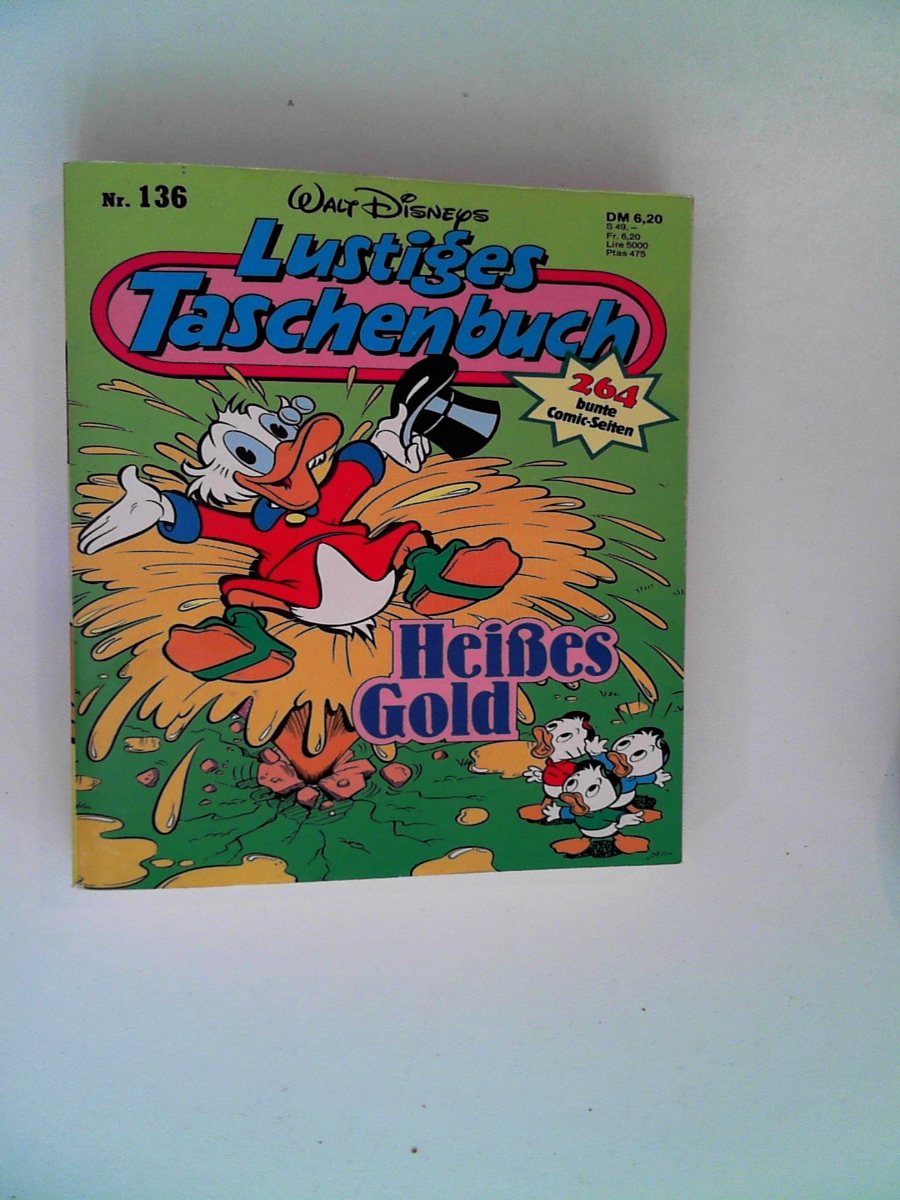 Nr. 136
WALT DISNEYS
DM 6,20
S 49,–
Fr. 6,20
Lire 5000
Ptas 475
Lustiges
Taschenbuch
264
bunte
Comic-Seiten
Heißes
Gold